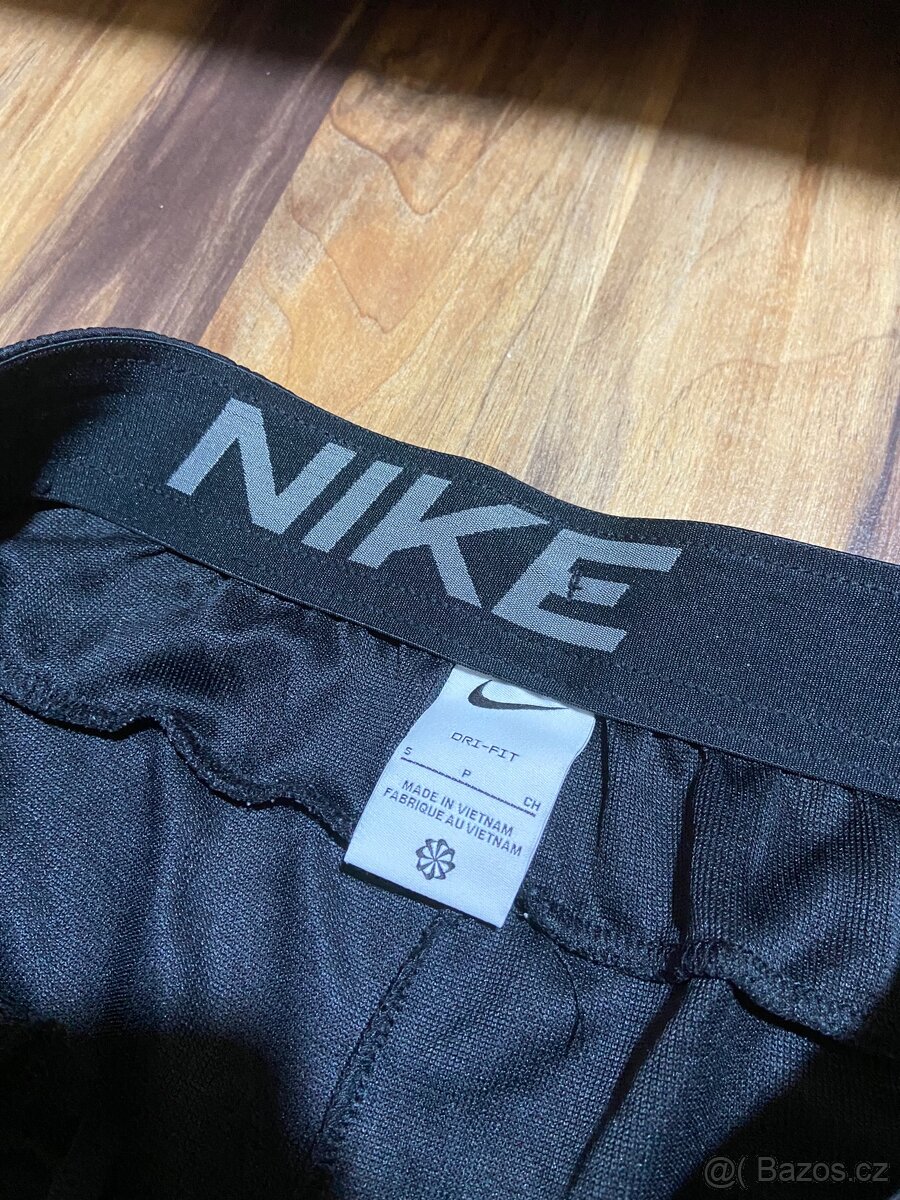 NIKE
DRI-FIT
S P CH
MADE IN VIETNAM
FABRIQUE AU VIETNAM
@( Bazos.cz